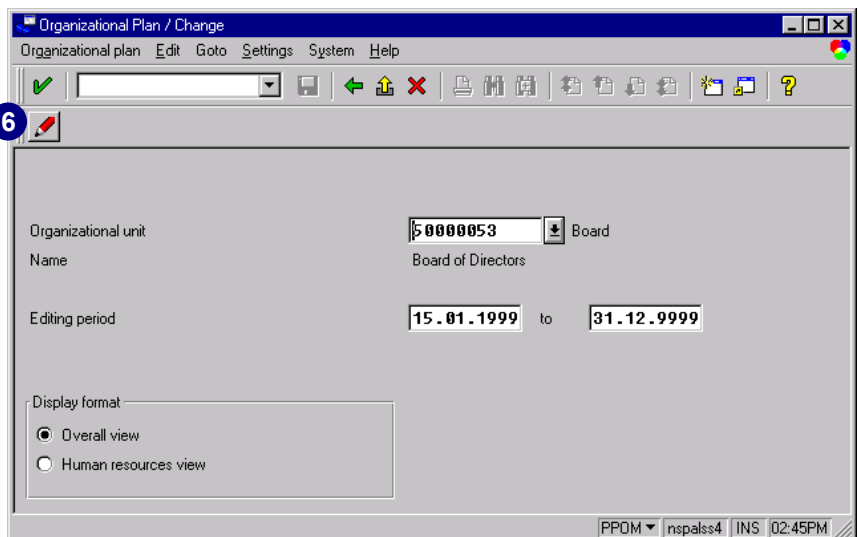 Organizational Plan / Change
Organizational plan Edit Goto Settings System Help
6
Organizational unit 50000053 Board
Name Board of Directors
Editing period 15.01.1999 to 31.12.9999
Display format
Overall view
Human resources view
PPOM nspalss4 INS 02:45PM